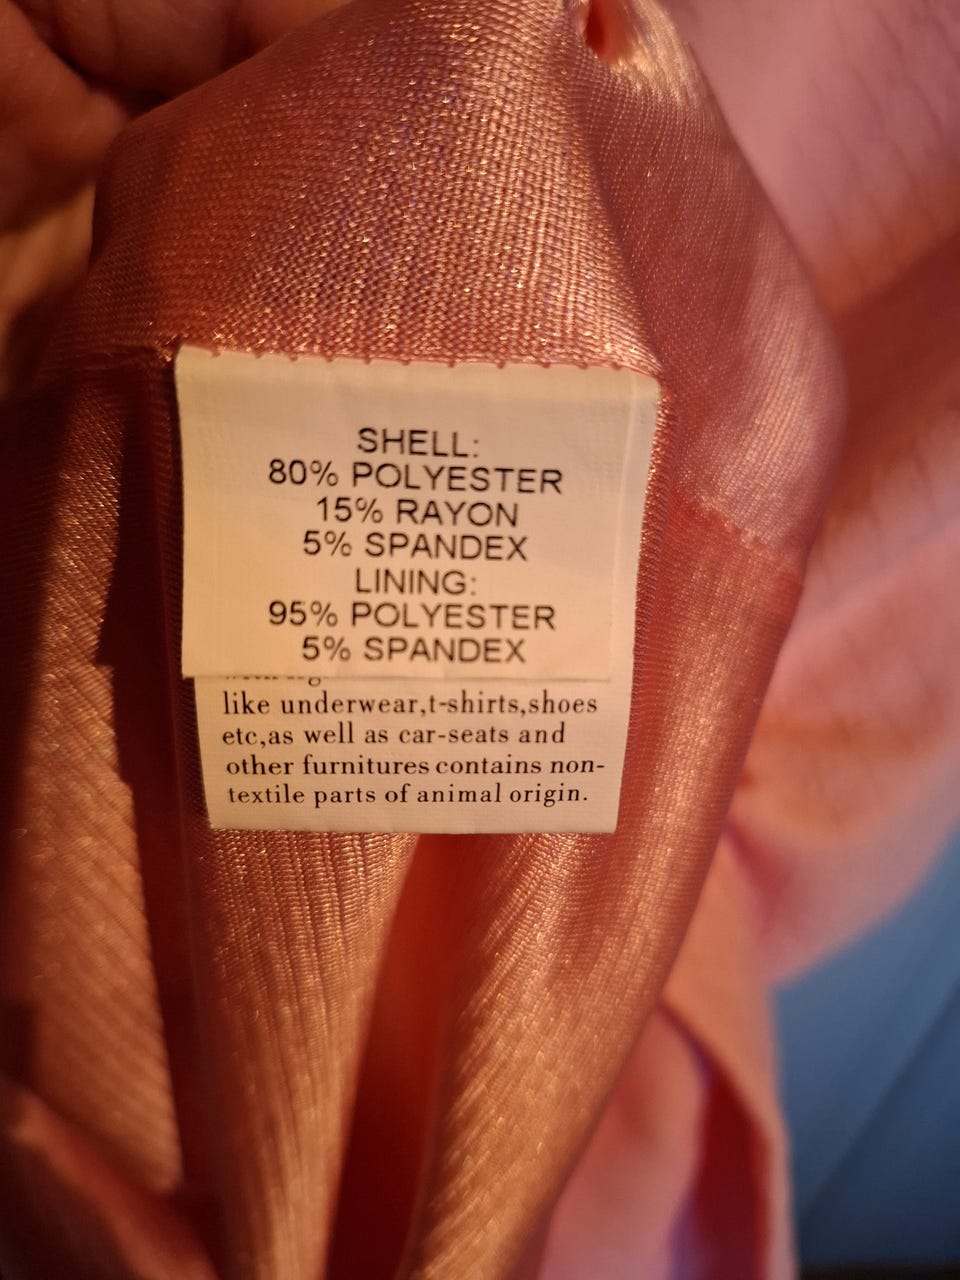 SHELL:
80% POLYESTER
15% RAYON
5% SPANDEX
LINING:
95% POLYESTER
5% SPANDEX
like underwear,t-shirts,shoes
etc,as well as car-seats and
other furnitures contains non-
textile parts of animal origin.